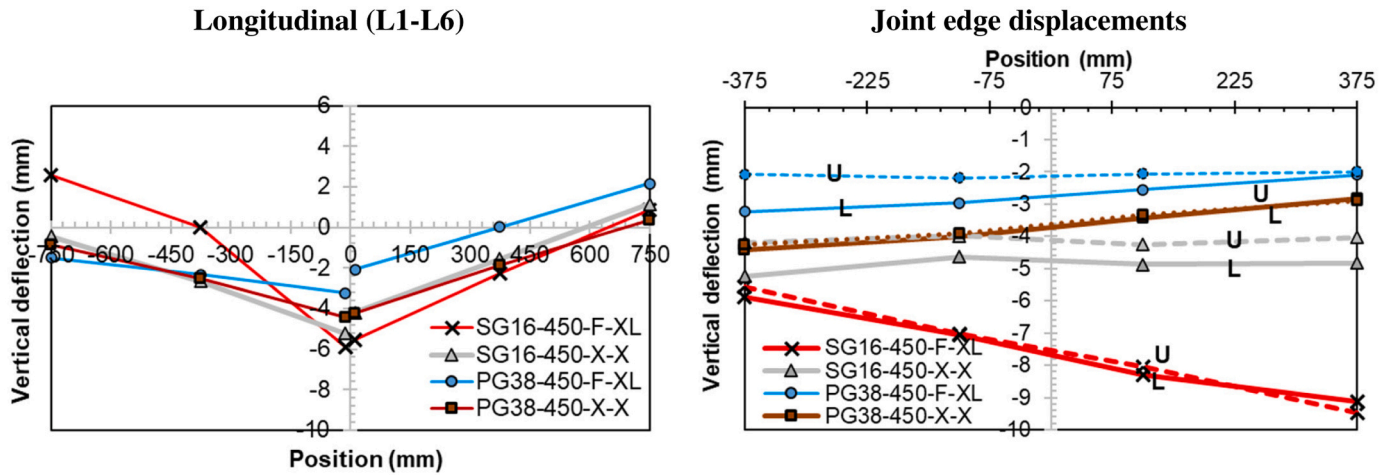 Longitudinal (L1-L6)
Vertical deflection (mm)
6
4
2
0
-2
-4
-6
-8
-10
-750 -600 -450 -300 -150 0 150 300 450 600 750
SG16-450-F-XL
SG16-450-X-X
PG38-450-F-XL
PG38-450-X-X
Position (mm)
Joint edge displacements
Position (mm)
-375 -225 -75 75 225 375
Vertical deflection (mm)
0
-1
-2
-3
-4
-5
-6
-7
-8
-9
-10
U
L
U
L
U
L
U
L
SG16-450-F-XL
SG16-450-X-X
PG38-450-F-XL
PG38-450-X-X